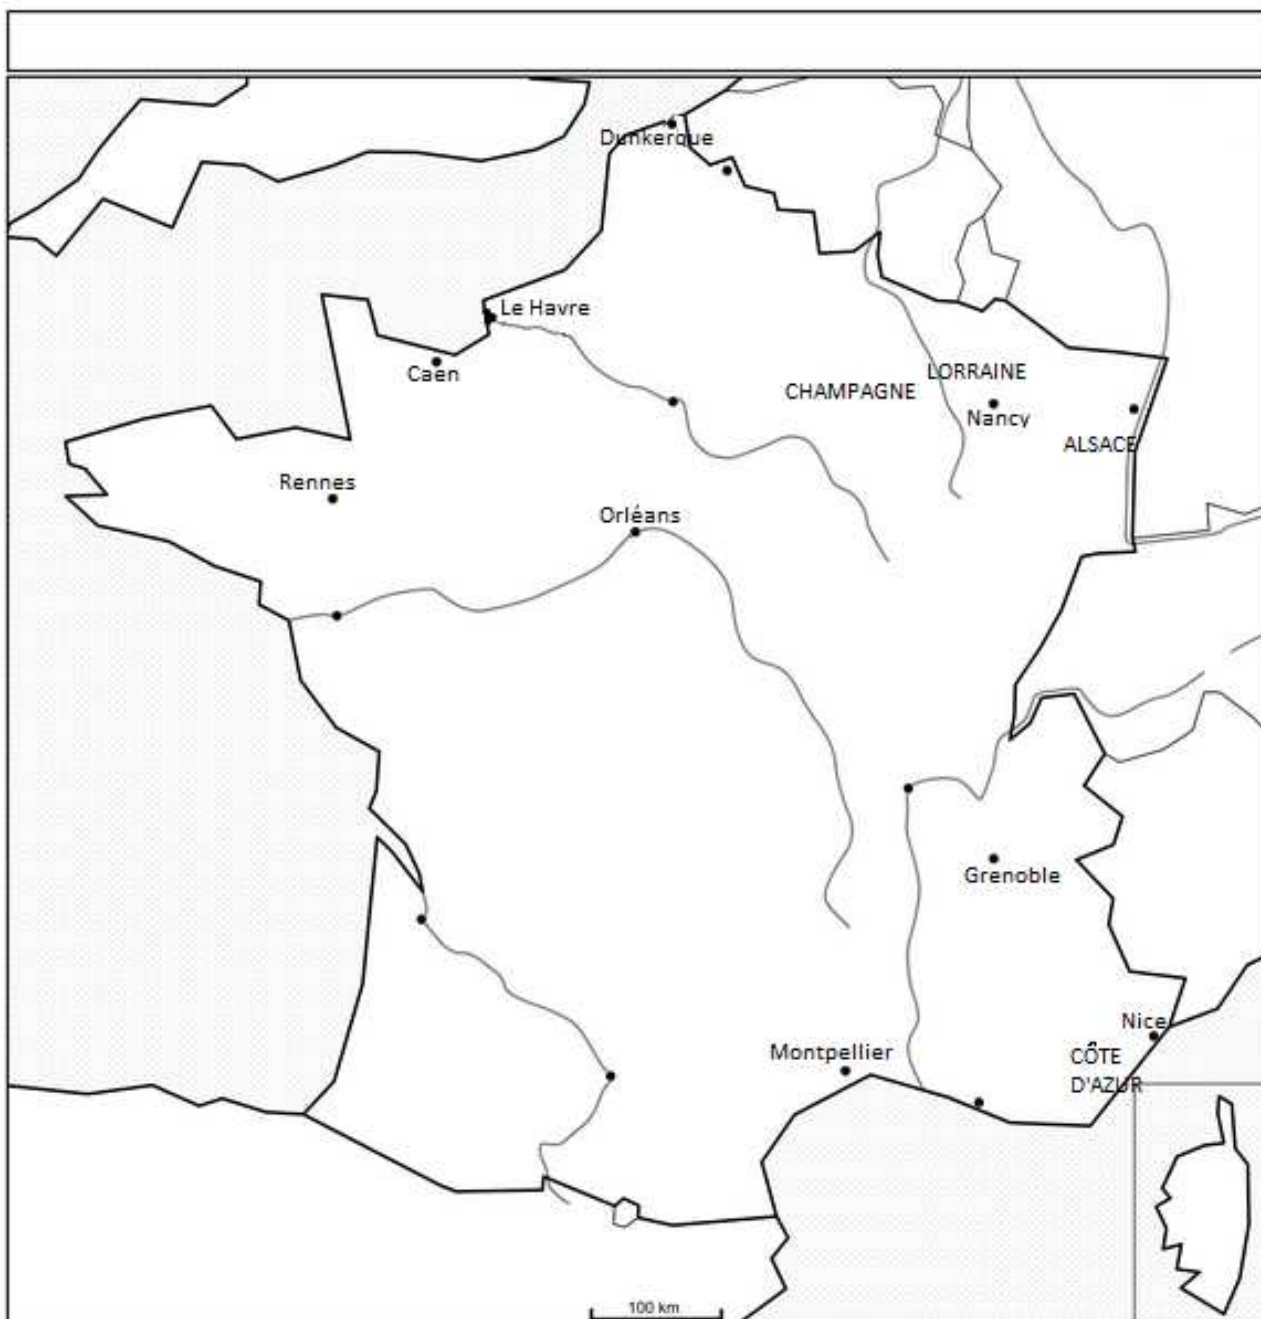 Dunkerque
Le Havre
Caen
LORRAINE
CHAMPAGNE
Nancy
ALSACE
Rennes
Orléans
Grenoble
Nice
Montpellier
CÔTE
D'AZUR
100 km